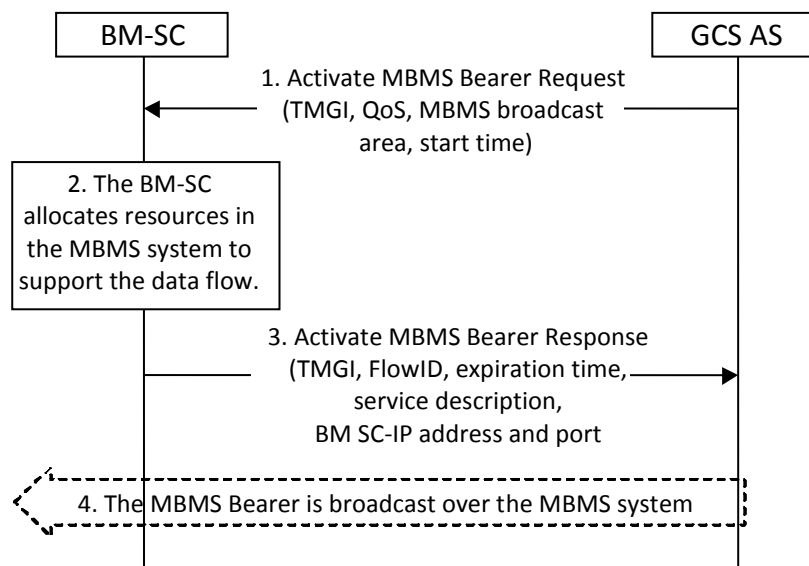 BM-SC
GCS AS
1. Activate MBMS Bearer Request
(TMGI, QoS, MBMS broadcast
area, start time)
2. The BM-SC
allocates resources in
the MBMS system to
support the data flow.
3. Activate MBMS Bearer Response
(TMGI, FlowID, expiration time,
service description,
BM SC-IP address and port
4. The MBMS Bearer is broadcast over the MBMS system